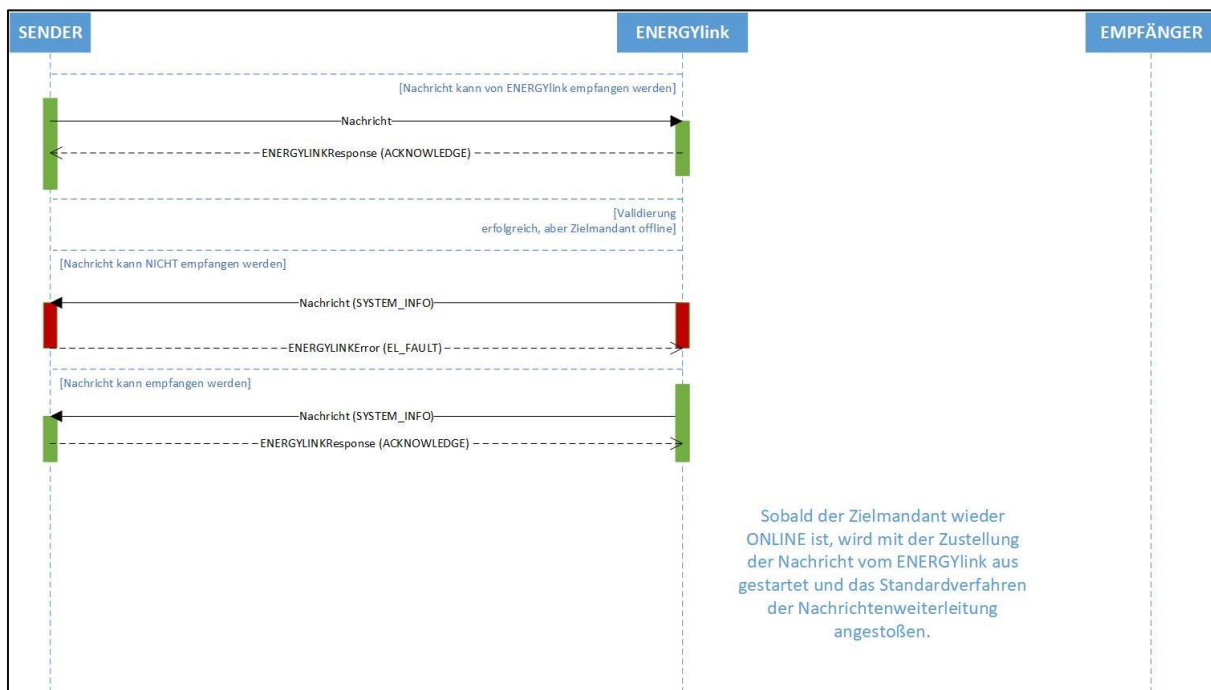 SENDER
ENERGYlink
EMPFÄNGER
[Nachricht kann von ENERGYlink empfangen werden]
Nachricht
ENERGYLINKResponse (ACKNOWLEDGE)
[Validierung
erfolgreich, aber Zielmandant offline]
[Nachricht kann NICHT empfangen werden]
Nachricht (SYSTEM_INFO)
ENERGYLINKError (EL_FAULT)
[Nachricht kann empfangen werden]
Nachricht (SYSTEM_INFO)
ENERGYLINKResponse (ACKNOWLEDGE)
Sobald der Zielmandant wieder
ONLINE ist, wird mit der Zustellung
der Nachricht vom ENERGYlink aus
gestartet und das Standardverfahren
der Nachrichtenweiterleitung
angestoßen.